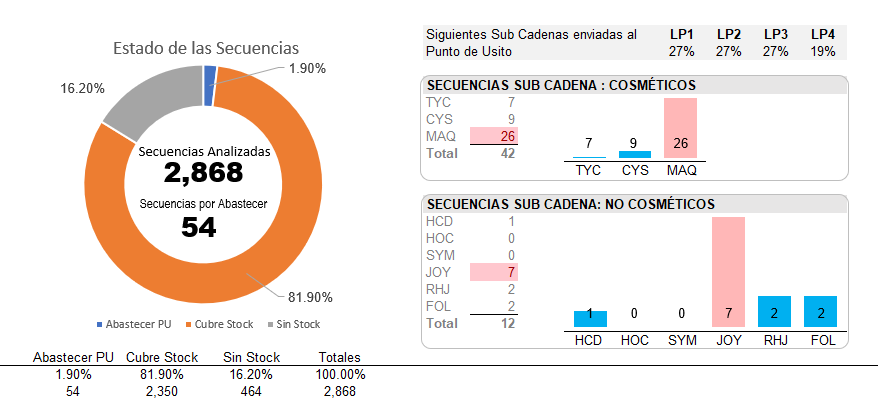 Estado de las Secuencias
1.90%
16.20%
Secuencias Analizadas
2,868
Secuencias por Abastecer
54
81.90%
Abastecer PU Cubre Stock Sin Stock
Abastecer PU Cubre Stock Sin Stock Totales
1.90% 81.90% 16.20% 100.00%
54 2,350 464 2,868
Siguientes Sub Cadenas enviadas al LP1 LP2 LP3 LP4
Punto de Usito 27% 27% 27% 19%
SECUENCIAS SUB CADENA : COSMÉTICOS
TYC 7
CYS 9
MAQ 26
Total 42
7 9 26
TYC CYS MAQ
SECUENCIAS SUB CADENA: NO COSMÉTICOS
HCD 1
HOC 0
SYM 0
JOY 7
RHJ 2
FOL 2
Total 12
1 0 0 7 2 2
HCD HOC SYM JOY RHJ FOL